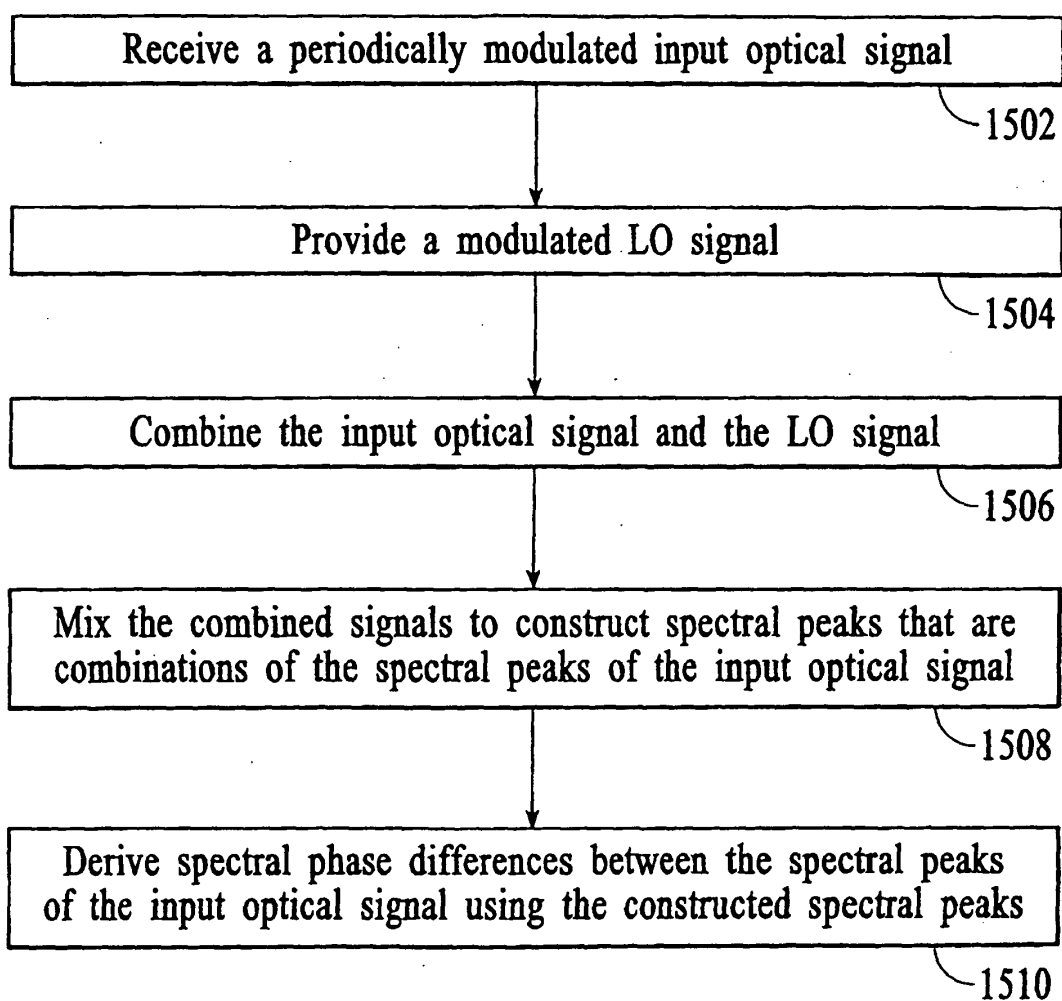 Receive a periodically modulated input optical signal
1502
Provide a modulated LO signal
1504
Combine the input optical signal and the LO signal
1506
Mix the combined signals to construct spectral peaks that are
combinations of the spectral peaks of the input optical signal
1508
Derive spectral phase differences between the spectral peaks
of the input optical signal using the constructed spectral peaks
1510